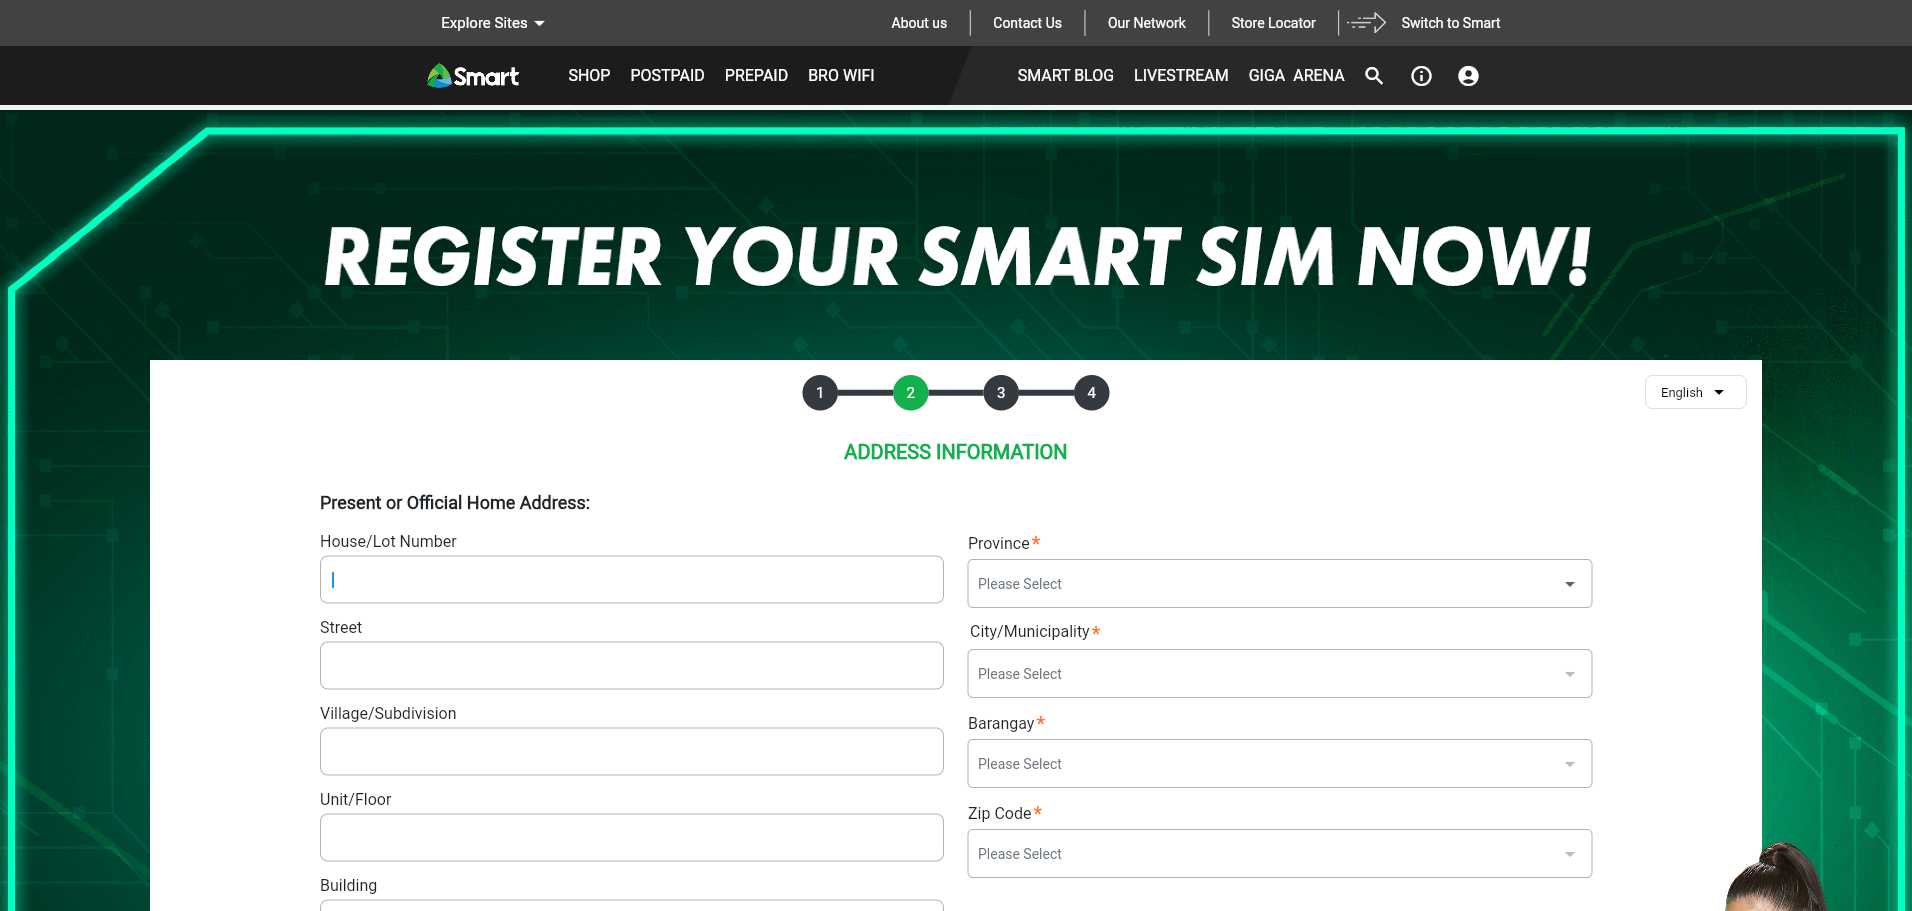 Explore Sites
About us
Contact Us
Our Network
Store Locator
Switch to Smart
Smart
SHOP
POSTPAID
PREPAID
BRO WIFI
SMART BLOG
LIVESTREAM
GIGA ARENA
REGISTER YOUR SMART SIM NOW!
1
2
3
4
English
ADDRESS INFORMATION
Present or Official Home Address:
House/Lot Number
Street
Village/Subdivision
Unit/Floor
Building
Province*
Please Select
City/Municipality*
Please Select
Barangay*
Please Select
Zip Code*
Please Select